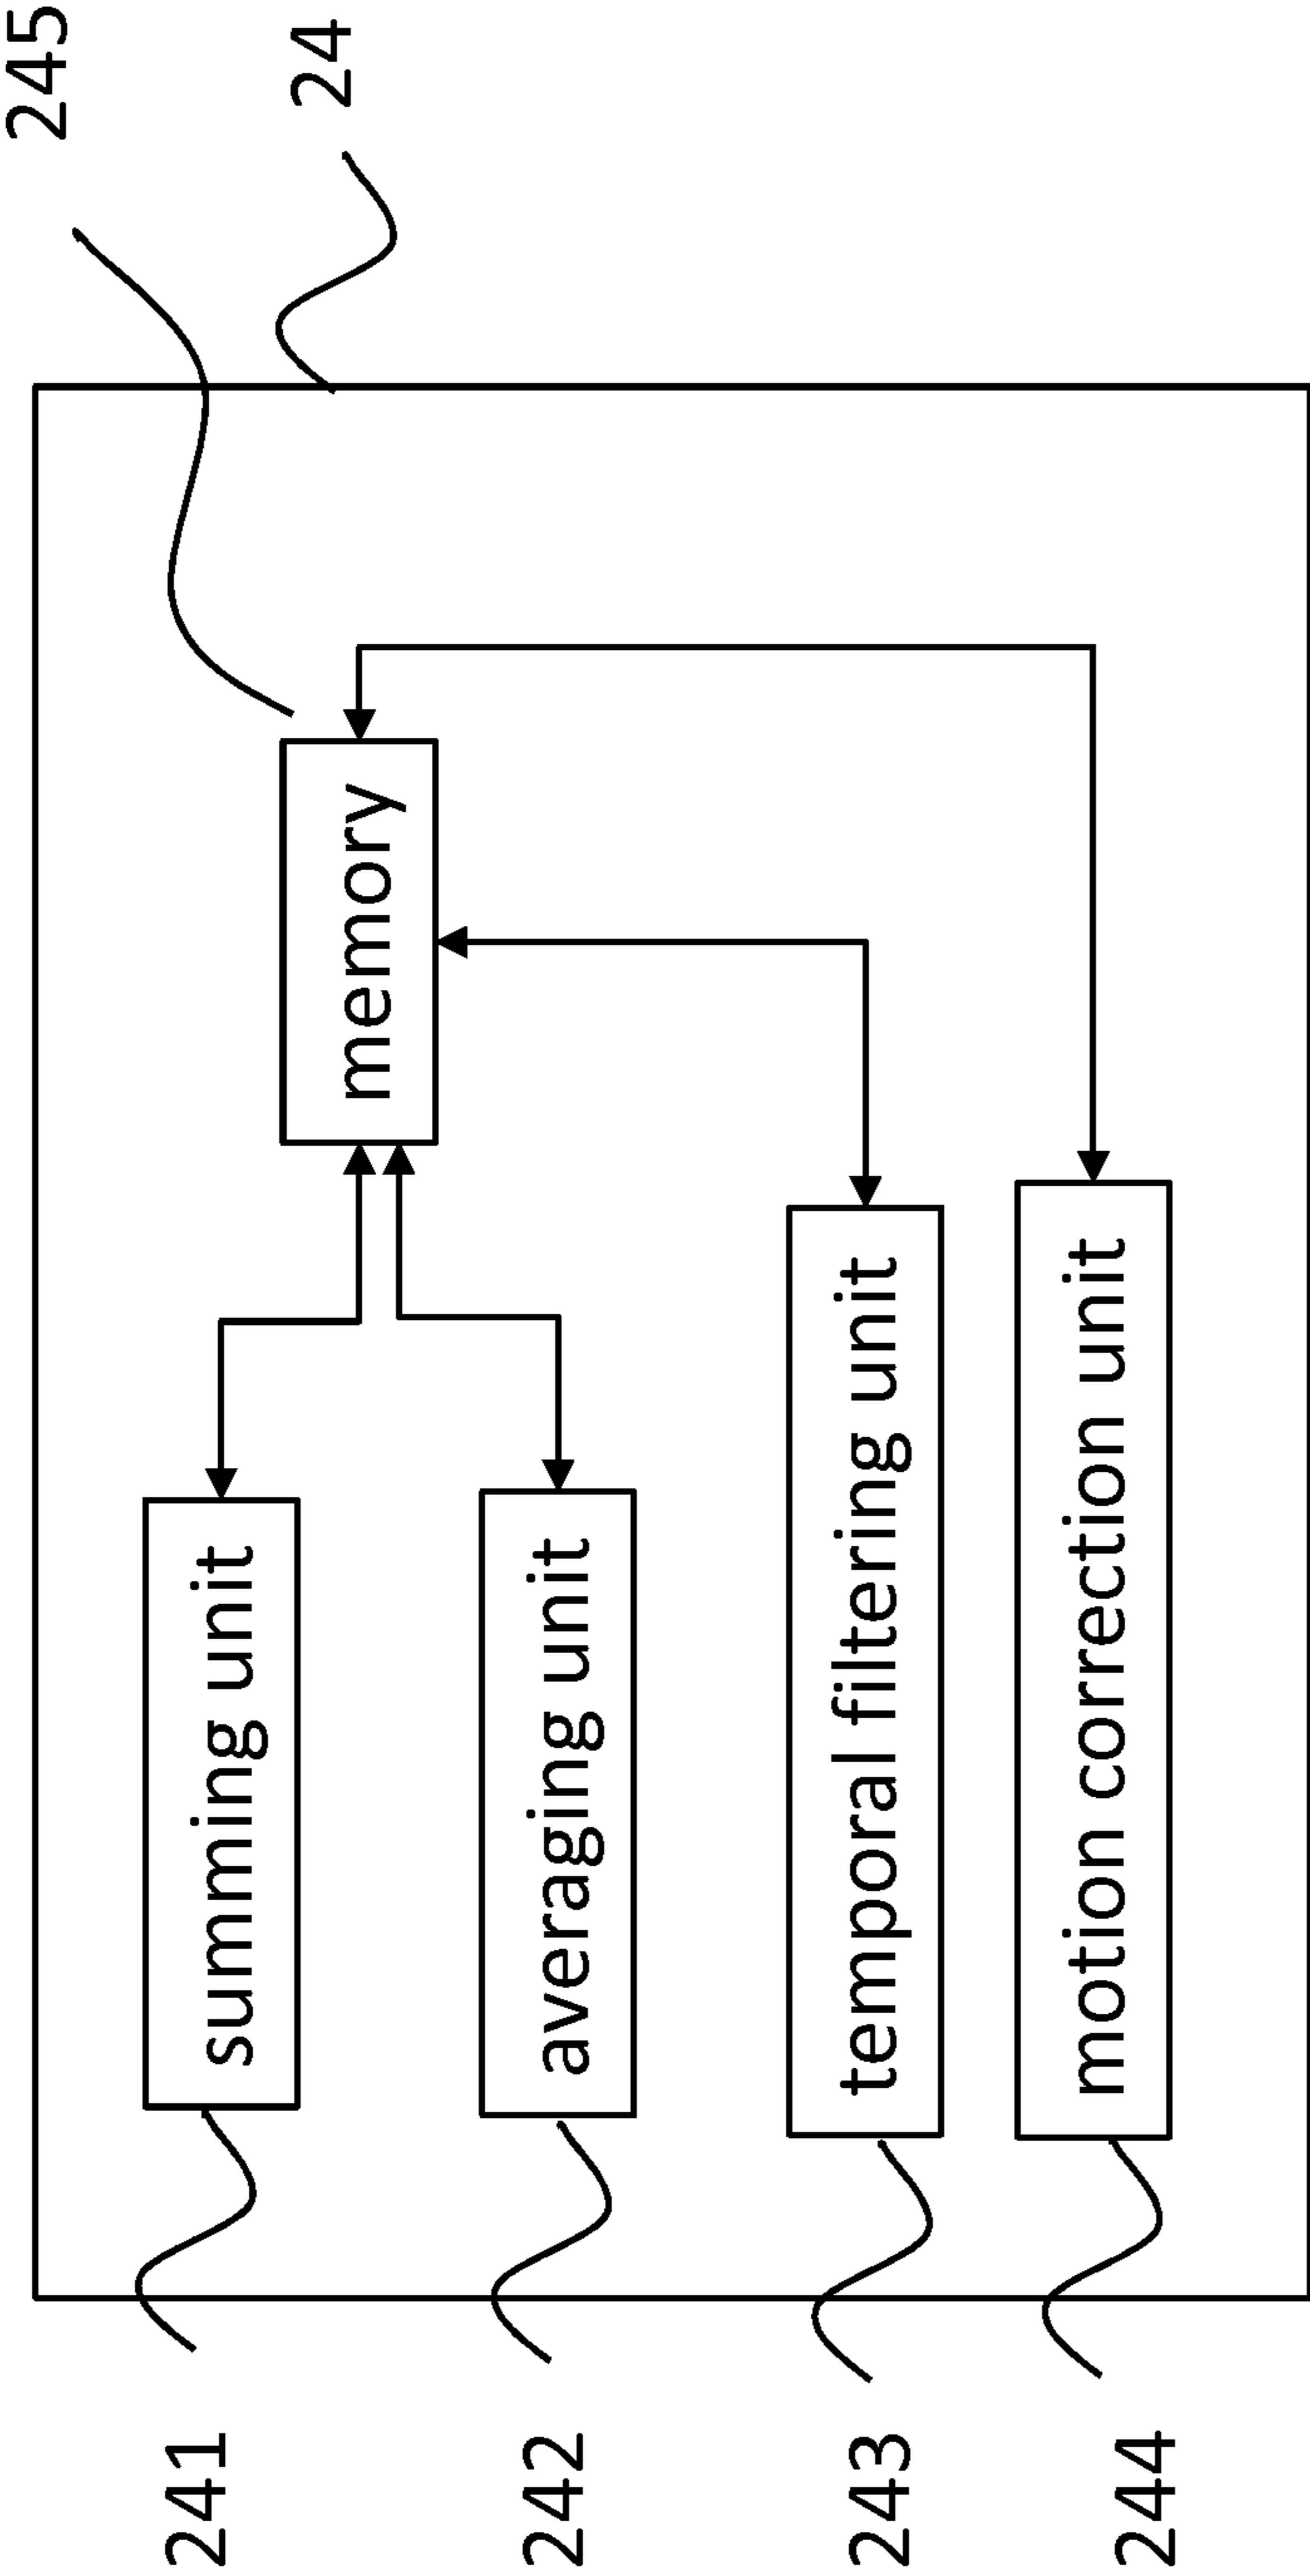 245
24
memory
241
summing unit
242
averaging unit
243
temporal filtering unit
244
motion correction unit